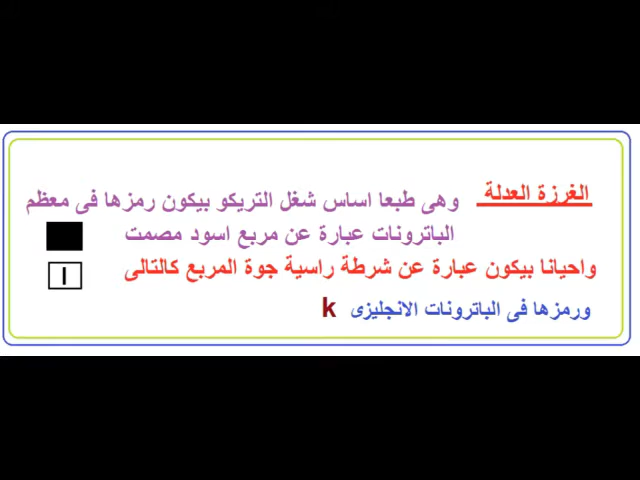 الغرزة العدلة وهى طبعا اساس شغل التريكو بيكون رمزها فى معظم
الباترونات عبارة عن مربع اسود مصمت
واحيانا بيكون عبارة عن شرطة راسية جوة المربع كالتالى
ورمزها فى الباترونات الانجليزى k